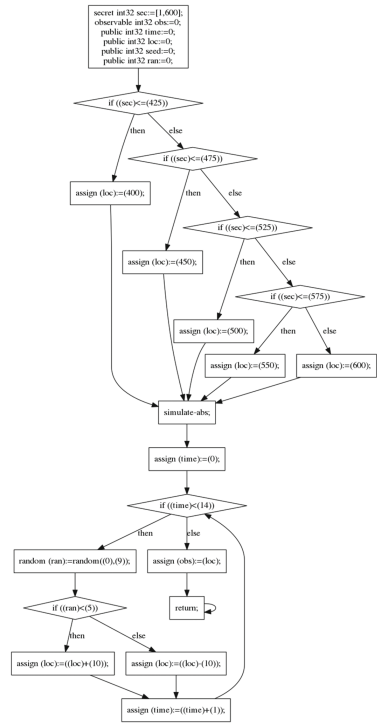 secret int32 sec:=[1,600];
observable int32 obs:=0;
public int32 time:=0;
public int32 loc:=0;
public int32 seed:=0;
public int32 ran:=0;
if ((sec)<=(425))
then
else
if ((sec)<=(475))
assign (loc):=(400);
then
else
if ((sec)<=(525))
assign (loc):=(450);
then
else
if ((sec)<=(575))
assign (loc):=(500);
then
else
assign (loc):=(550);
assign (loc):=(600);
simulate-abs;
assign (time):=(0);
if ((time)<(14))
then
else
random (ran):=random((0),(9));
assign (obs):=(loc);
if ((ran)<(5))
return;
then
else
assign (loc):=((loc)+(10));
assign (loc):=((loc)-(10));
assign (time):=((time)+(1));